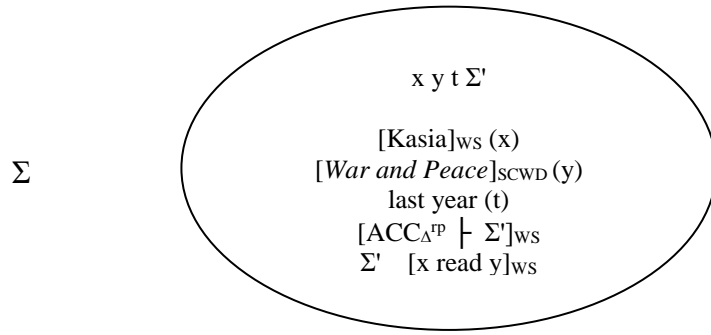 x y t Σ'
[Kasia]WS (x)
[War and Peace]SCWD (y)
Σ
last year (t)
[ACCΔrp ├ Σ']WS
Σ' [x read y]WS